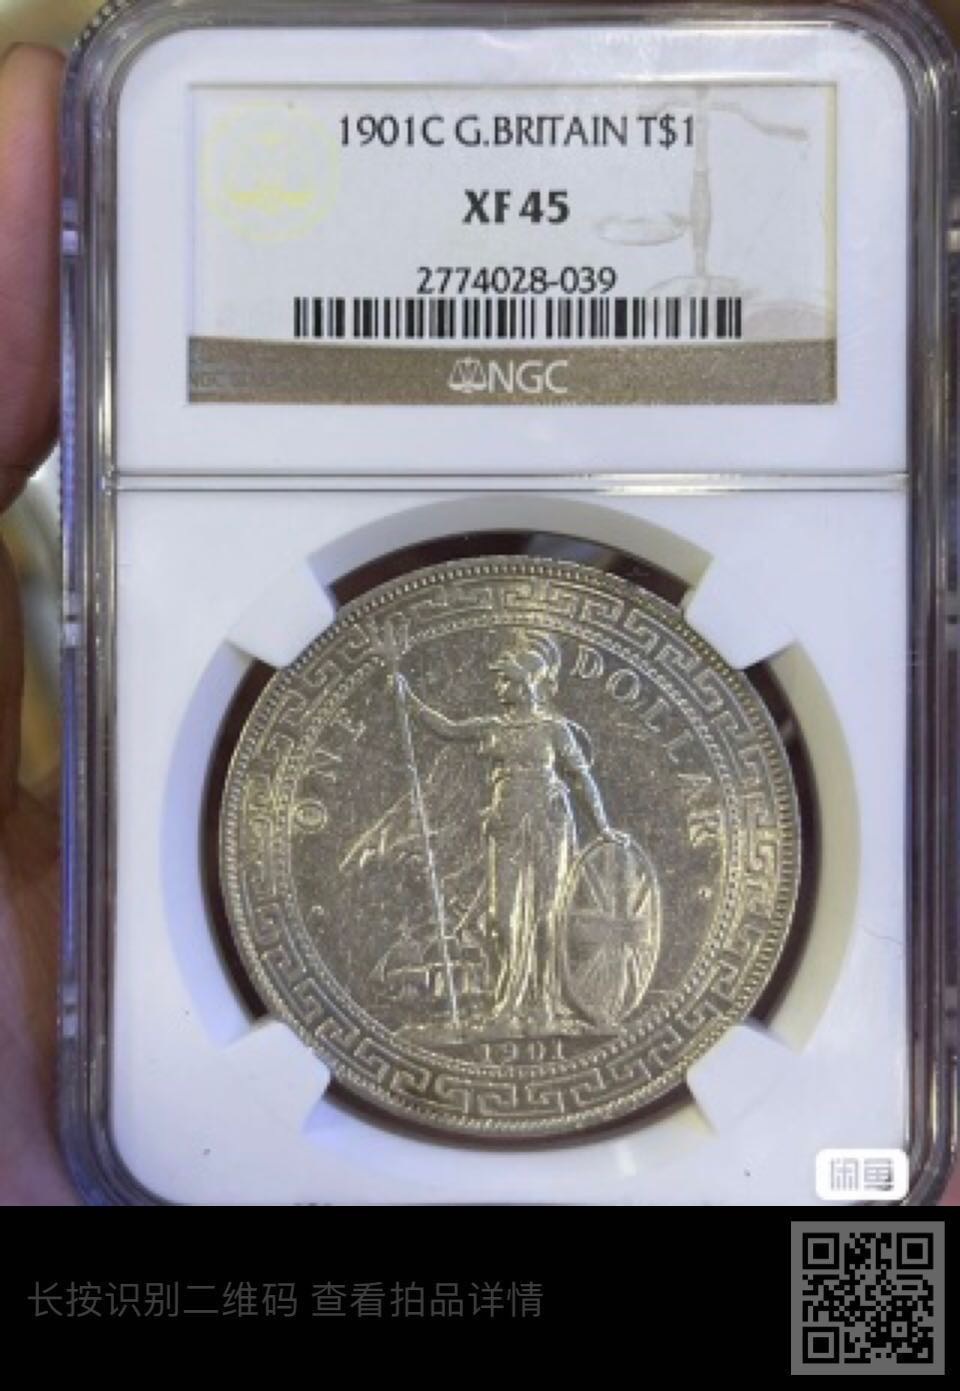 1901C G.BRITAIN T$1
XF 45
2774028-039
NGC
ONE DOLLAR
1901
闲鱼
长按识别二维码 查看拍品详情